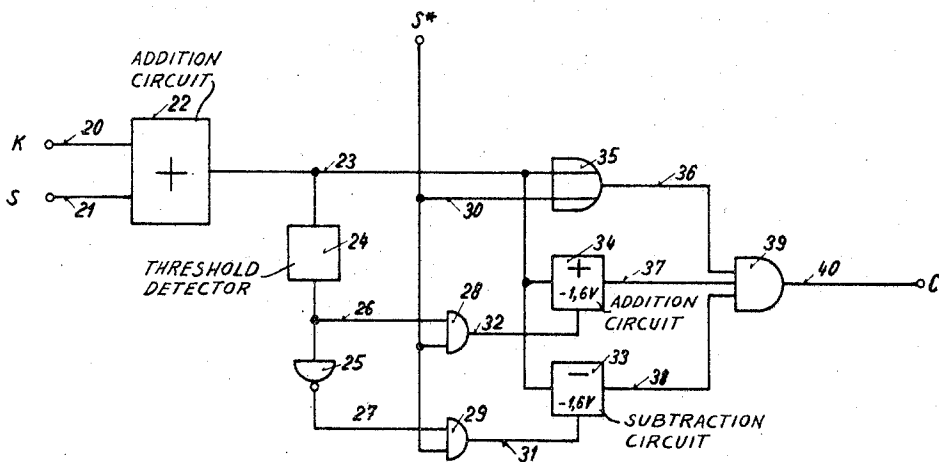 S*
ADDITION
CIRCUIT
22
K
20
+
S
21
23
35
36
30
24
THRESHOLD
DETECTOR
34
+
-1,6V
37
ADDITION
CIRCUIT
39
40
C
26
28
32
25
33
-
-1,6V
38
27
29
31
SUBTRACTION
CIRCUIT